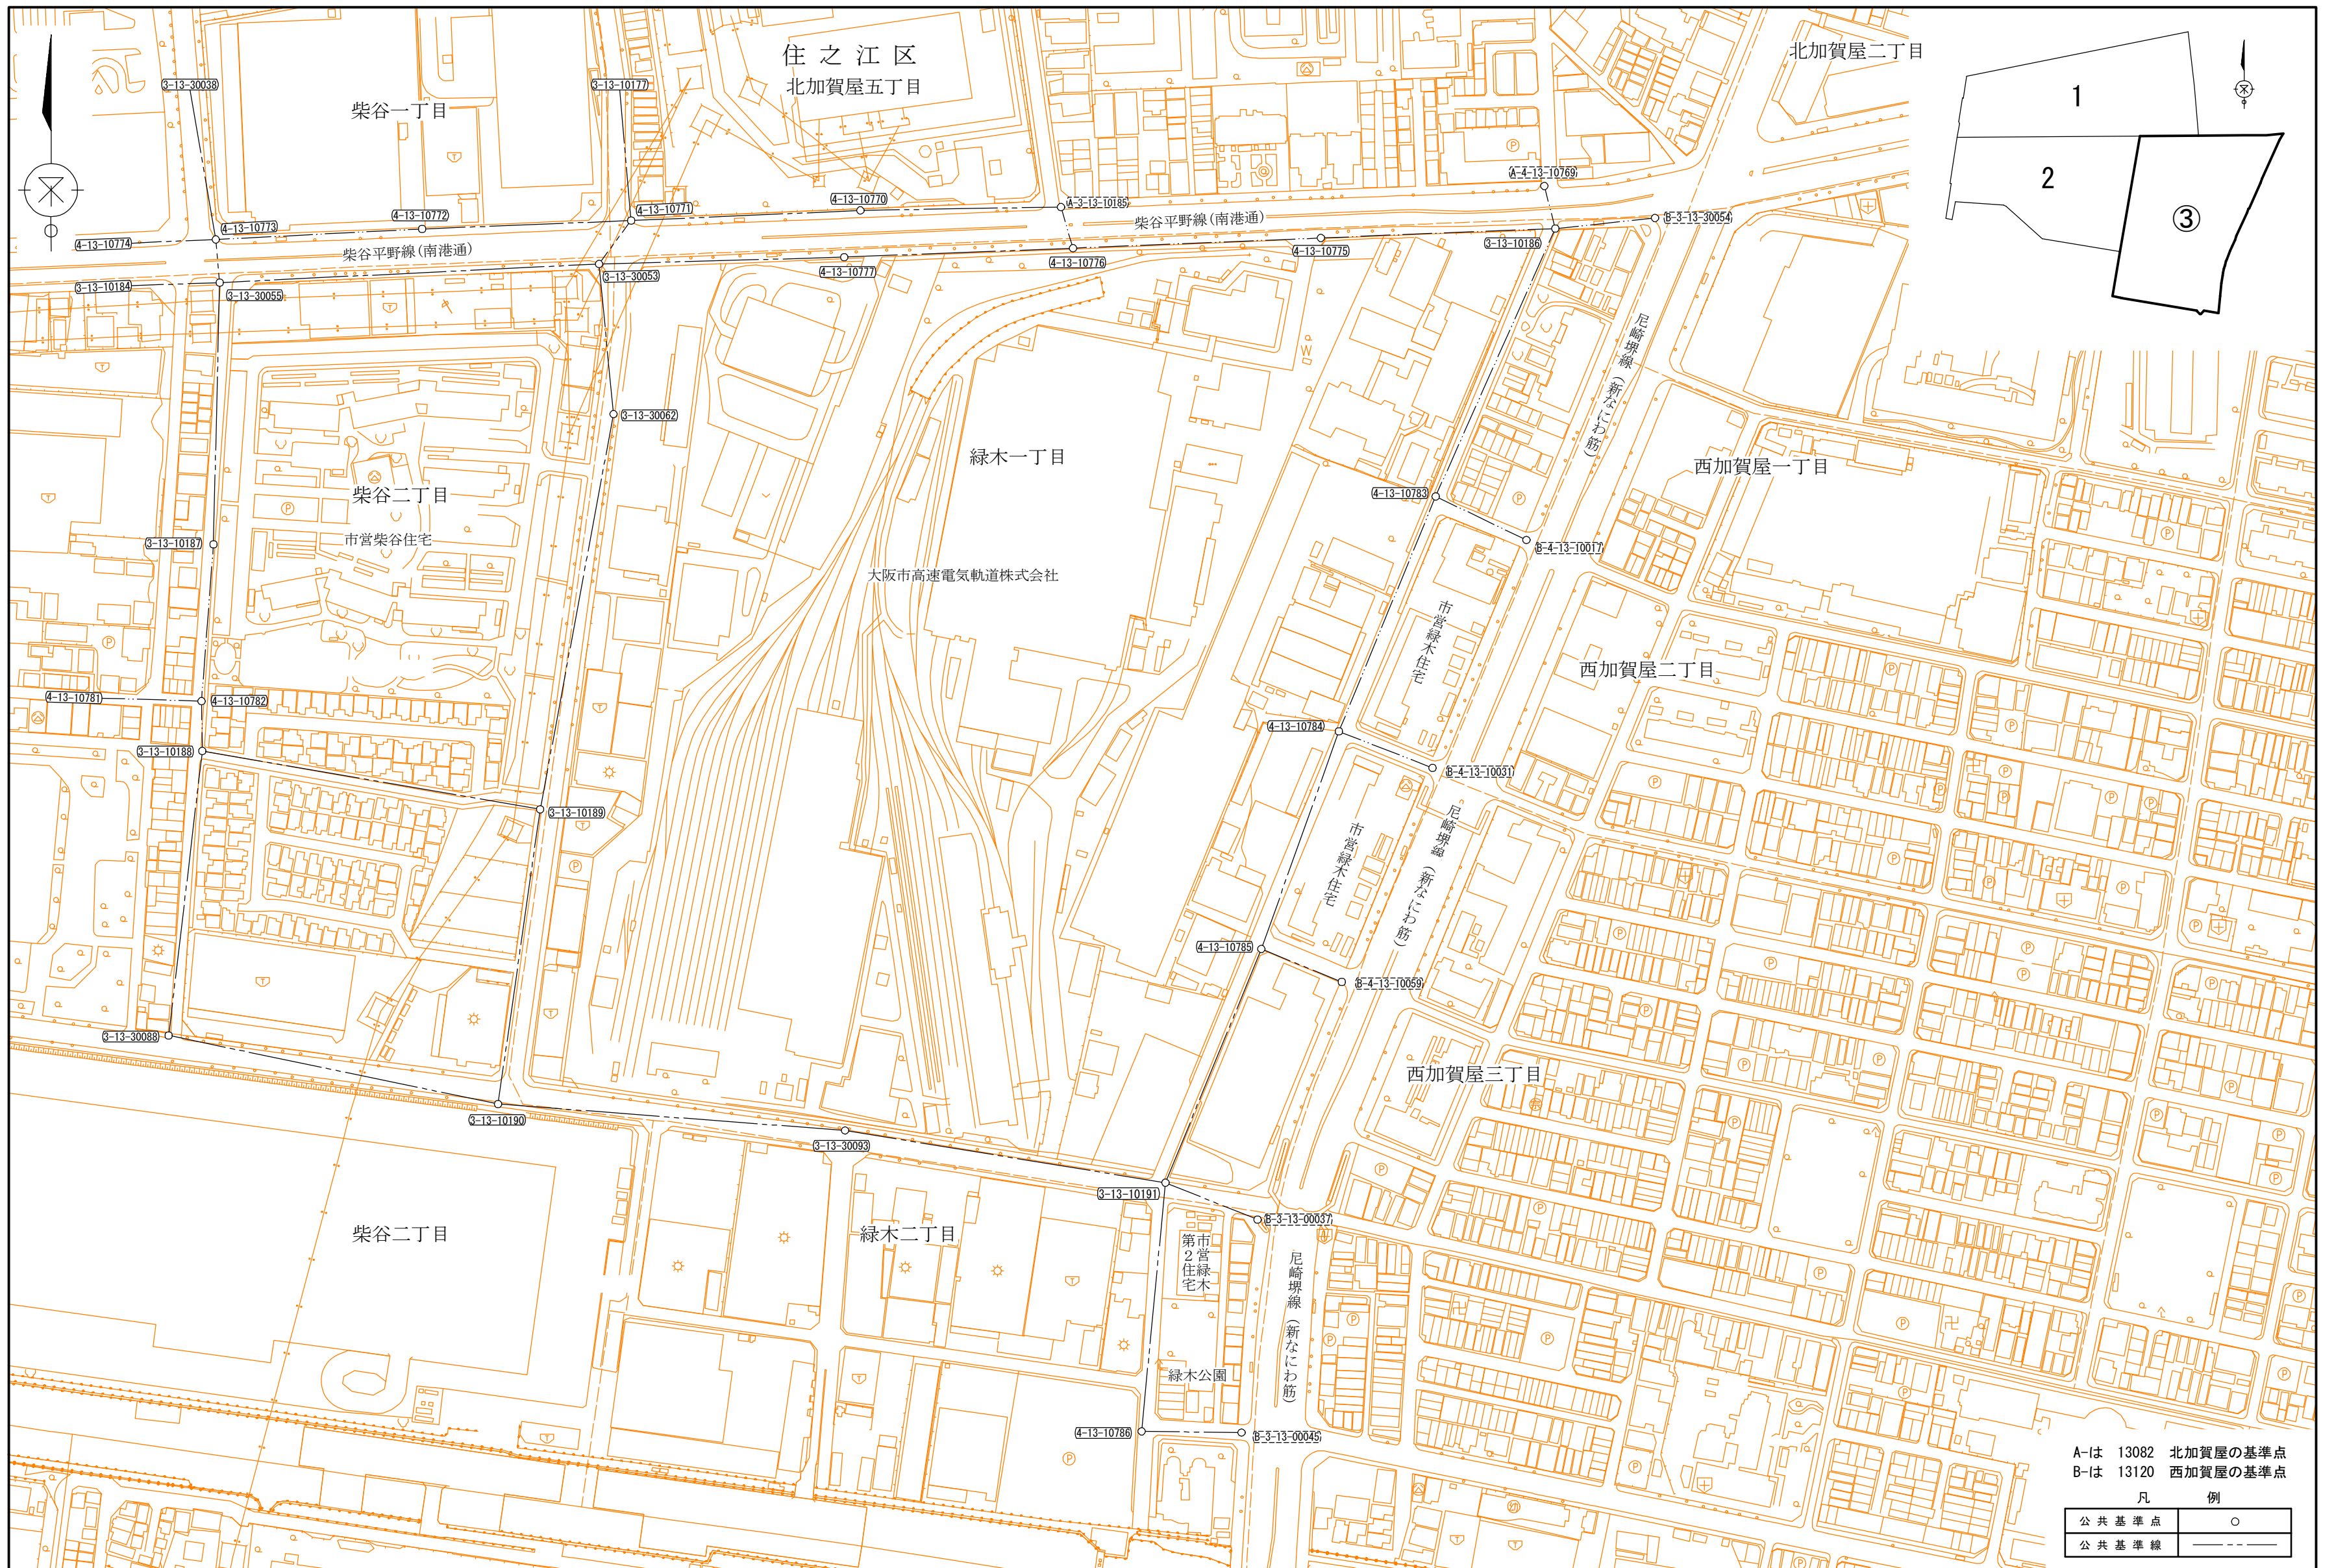 住之江区
北加賀屋五丁目
北加賀屋二丁目
柴谷一丁目
3-13-30038
3-13-10177
1
2
③
A-4-13-10769
4-13-10774
4-13-10773
4-13-10772
4-13-10771
4-13-10770
A-3-13-10185
柴谷平野線(南港通)
柴谷平野線(南港通)
B-3-13-30054
3-13-10186
4-13-10775
4-13-10776
4-13-10777
3-13-30053
3-13-10184
3-13-30055
尼崎堺線(新なにわ筋)
3-13-30062
緑木一丁目
西加賀屋一丁目
柴谷二丁目
4-13-10783
市営柴谷住宅
3-13-10187
B-4-13-10017
大阪市高速電気軌道株式会社
市営緑木住宅
西加賀屋二丁目
4-13-10781
4-13-10782
4-13-10784
3-13-10188
B-4-13-10031
3-13-10189
尼崎堺線(新なにわ筋)
市営緑木住宅
4-13-10785
B-4-13-10059
3-13-30088
西加賀屋三丁目
3-13-10190
3-13-30093
3-13-10191
B-3-13-00037
柴谷二丁目
緑木二丁目
市営緑木
第2住宅
尼崎堺線(新なにわ筋)
緑木公園
4-13-10786
B-3-13-00045
A-は 13082 北加賀屋の基準点
B-は 13120 西加賀屋の基準点
凡例
公共基準点
公共基準線